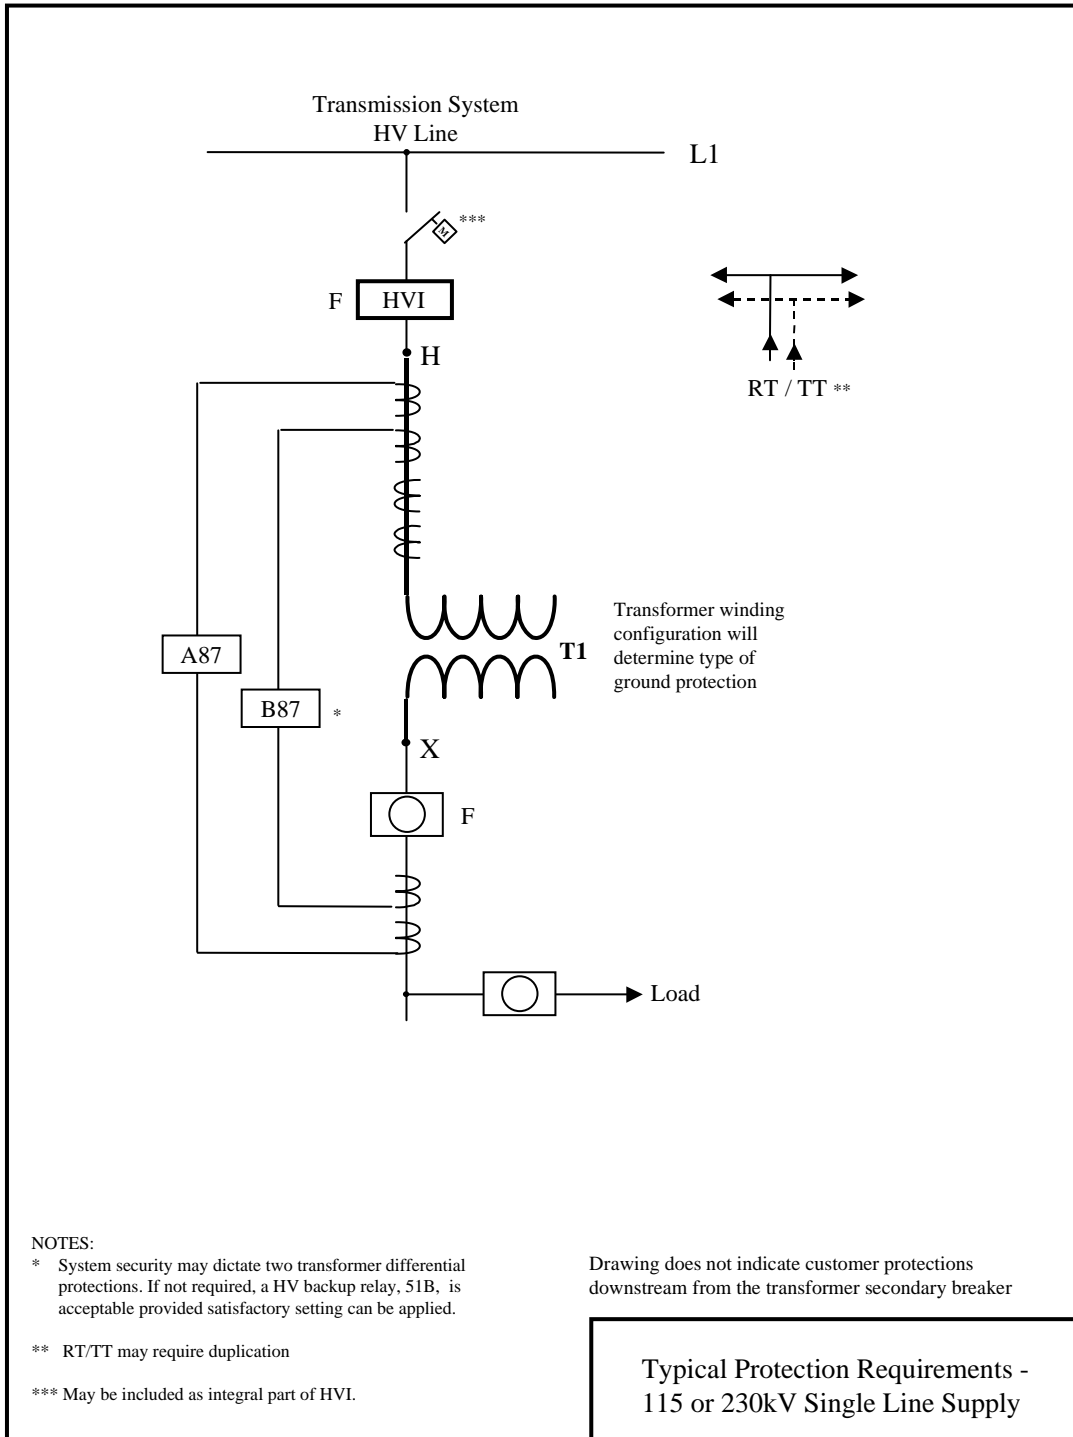 Transmission System
HV Line
L1
M
***
F
HVI
H
RT / TT **
A87
B87
*
T1
Transformer winding
configuration will
determine type of
ground protection
X
F
Load
NOTES:
* System security may dictate two transformer differential
protections. If not required, a HV backup relay, 51B, is
acceptable provided satisfactory setting can be applied.
** RT/TT may require duplication
*** May be included as integral part of HVI.
Drawing does not indicate customer protections
downstream from the transformer secondary breaker
Typical Protection Requirements -
115 or 230kV Single Line Supply